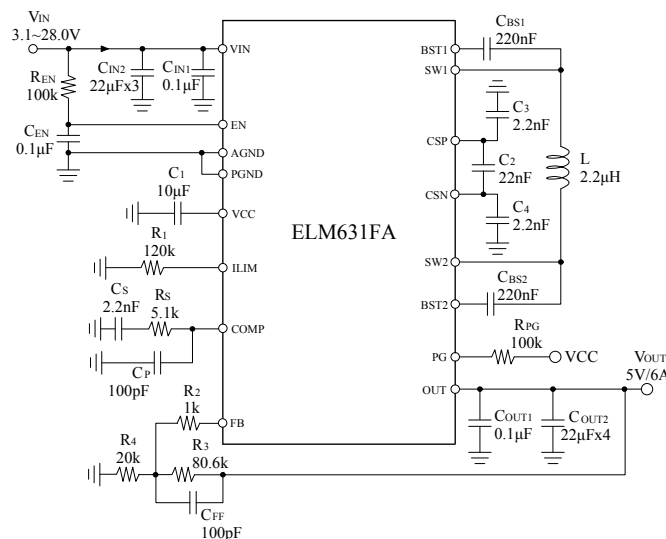 VIN
3.1~28.0V
REN
100k
CIN2
22μFx3
CIN1
0.1μF
CEN
0.1μF
C1
10μF
R1
120k
CS
2.2nF
RS
5.1k
CP
100pF
R2
1k
R4
20k
R3
80.6k
CFF
100pF
VIN
EN
AGND
PGND
VCC
ILIM
COMP
FB
ELM631FA
BST1
SW1
CSP
CSN
SW2
BST2
PG
OUT
CBS1
220nF
C3
2.2nF
C2
22nF
C4
2.2nF
L
2.2μH
CBS2
220nF
RPG
100k
VCC
VOUT
5V/6A
COUT1
0.1μF
COUT2
22μFx4